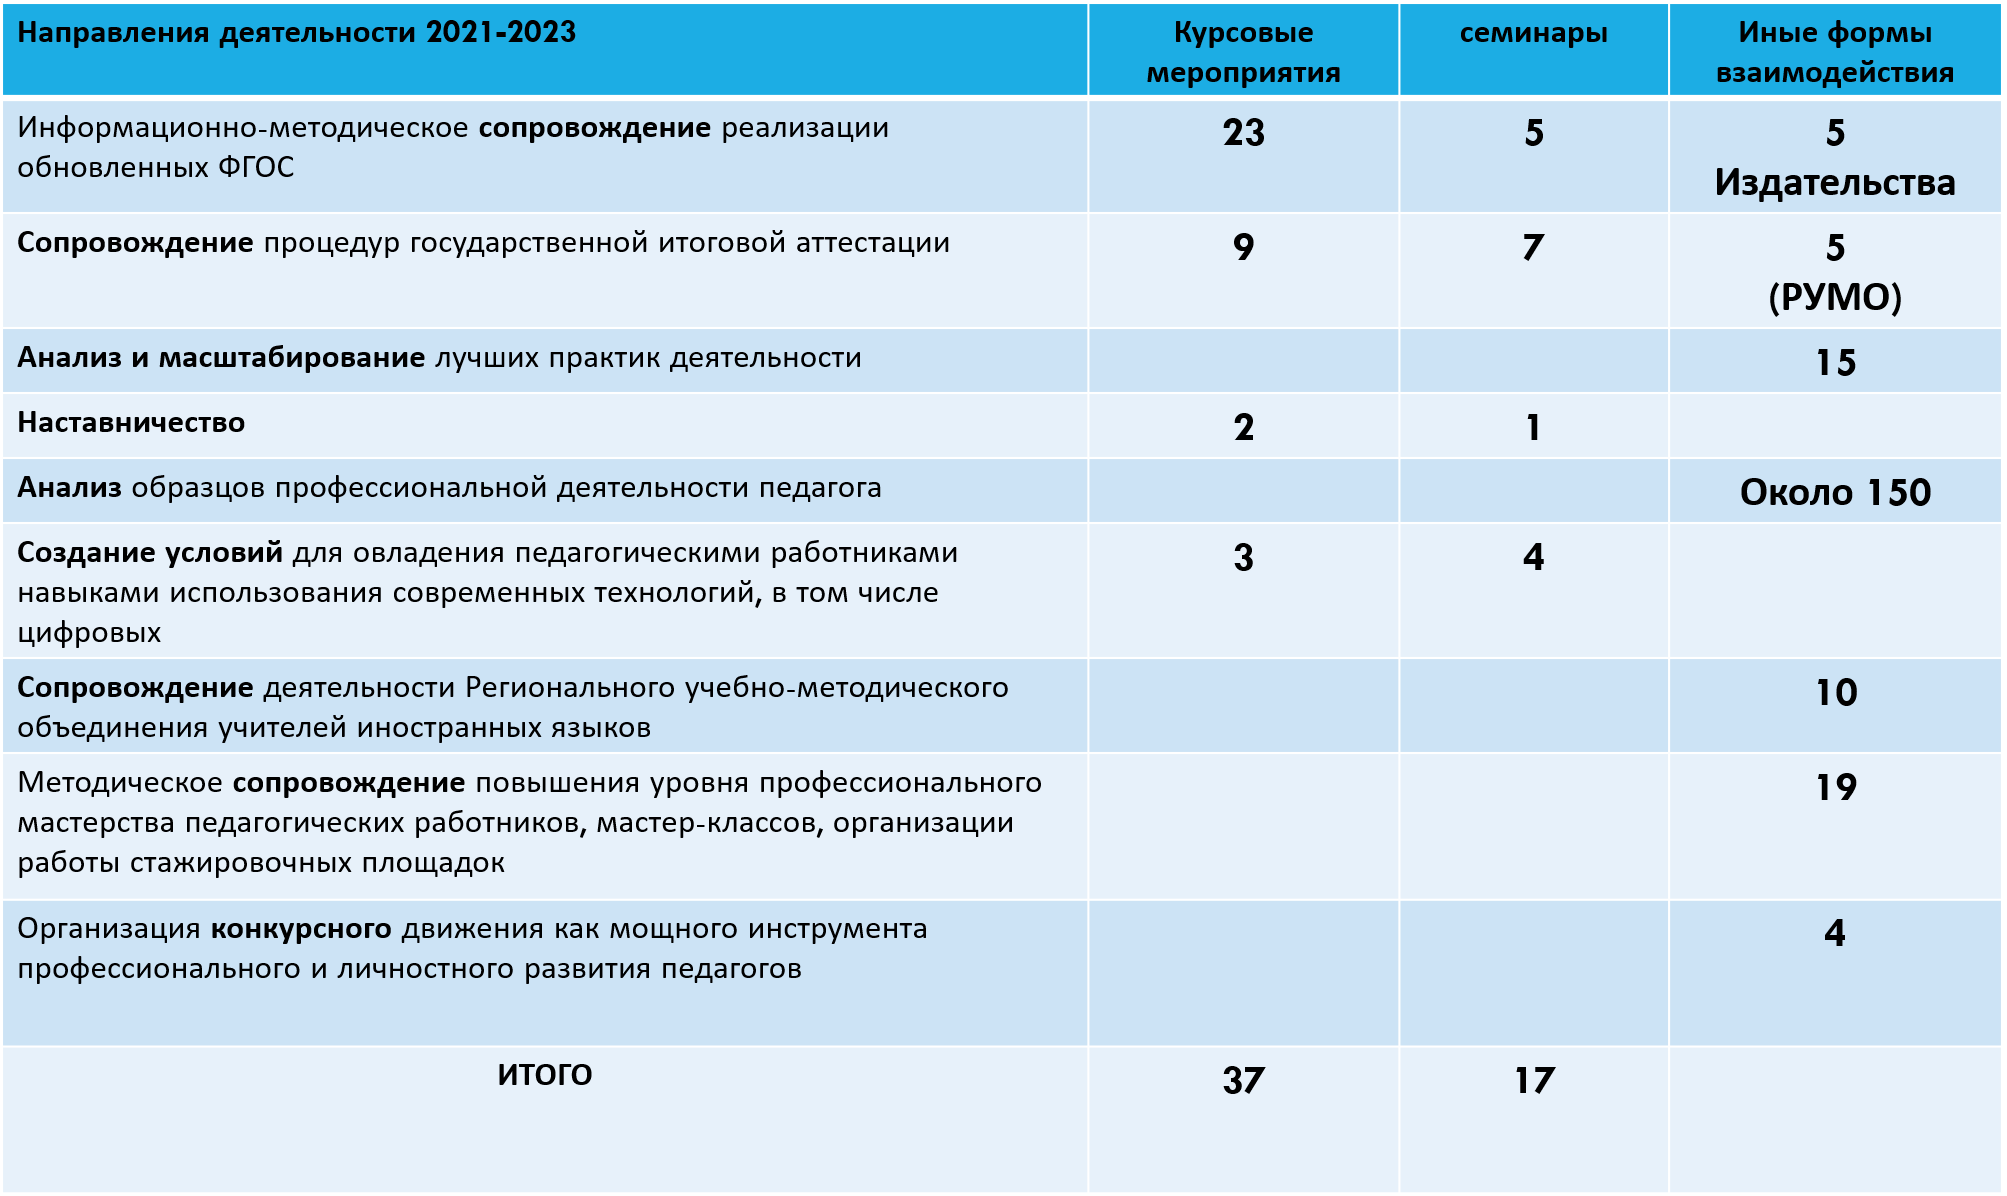 Направления деятельности 2021-2023
Курсовые
мероприятия
семинары
Иные формы
взаимодействия
Информационно-методическое сопровождение реализации
обновленных ФГОС
23
5
5
Издательства
Сопровождение процедур государственной итоговой аттестации
9
7
5
(РУМО)
Анализ и масштабирование лучших практик деятельности
15
Наставничество
2
1
Анализ образцов профессиональной деятельности педагога
Около 150
Создание условий для овладения педагогическими работниками
навыками использования современных технологий, в том числе
цифровых
3
4
Сопровождение деятельности Регионального учебно-методического
объединения учителей иностранных языков
10
Методическое сопровождение повышения уровня профессионального
мастерства педагогических работников, мастер-классов, организации
работы стажировочных площадок
19
Организация конкурсного движения как мощного инструмента
профессионального и личностного развития педагогов
4
ИТОГО
37
17